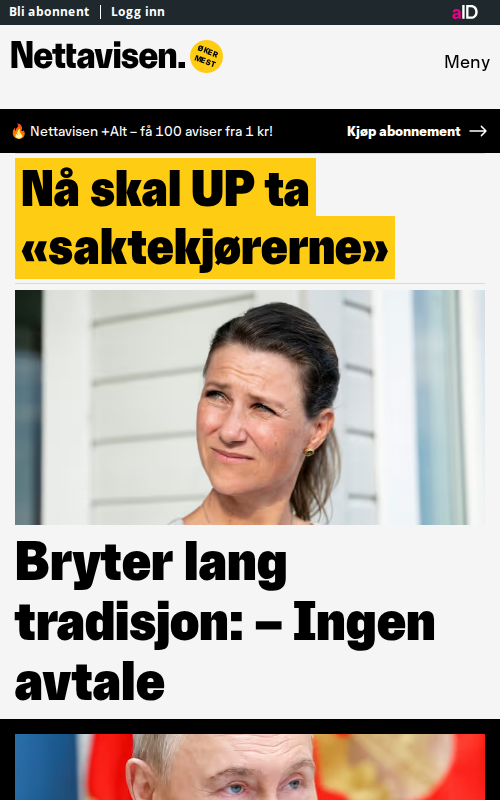 Bli abonnent | Logg inn
aID
Nettavisen.
ØKER
MEST
Meny
🔥 Nettavisen +Alt – få 100 aviser fra 1 kr!
Kjøp abonnement →
Nå skal UP ta
«saktekjørerne»
Bryter lang
tradisjon: – Ingen
avtale